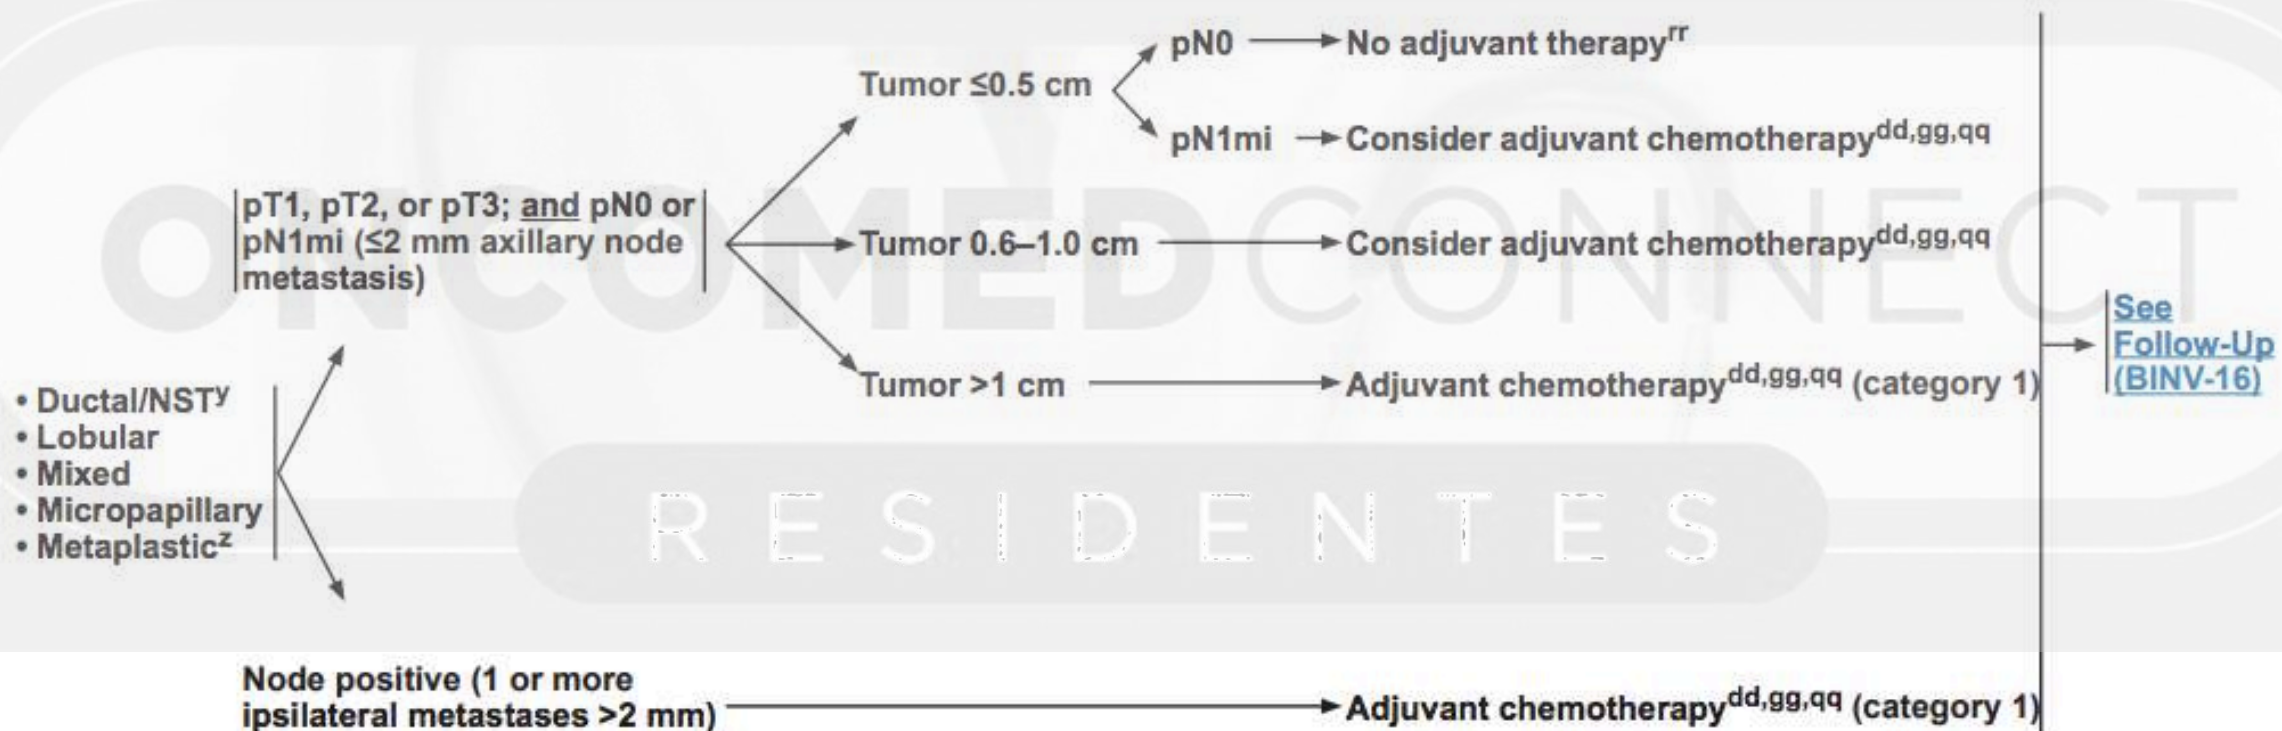 pN0
No adjuvant therapyrr
Tumor ≤0.5 cm
pN1mi
Consider adjuvant chemotherapydd,gg,qq
pT1, pT2, or pT3; and pN0 or
pN1mi (≤2 mm axillary node
metastasis)
Tumor 0.6–1.0 cm
Consider adjuvant chemotherapydd,gg,qq
Tumor >1 cm
Adjuvant chemotherapydd,gg,qq (category 1)
See
Follow-Up
(BINV-16)
• Ductal/NSTy
• Lobular
• Mixed
• Micropapillary
• Metaplasticz
Node positive (1 or more
ipsilateral metastases >2 mm)
Adjuvant chemotherapydd,gg,qq (category 1)
ONCOMEDCONNECT
RESIDENTES